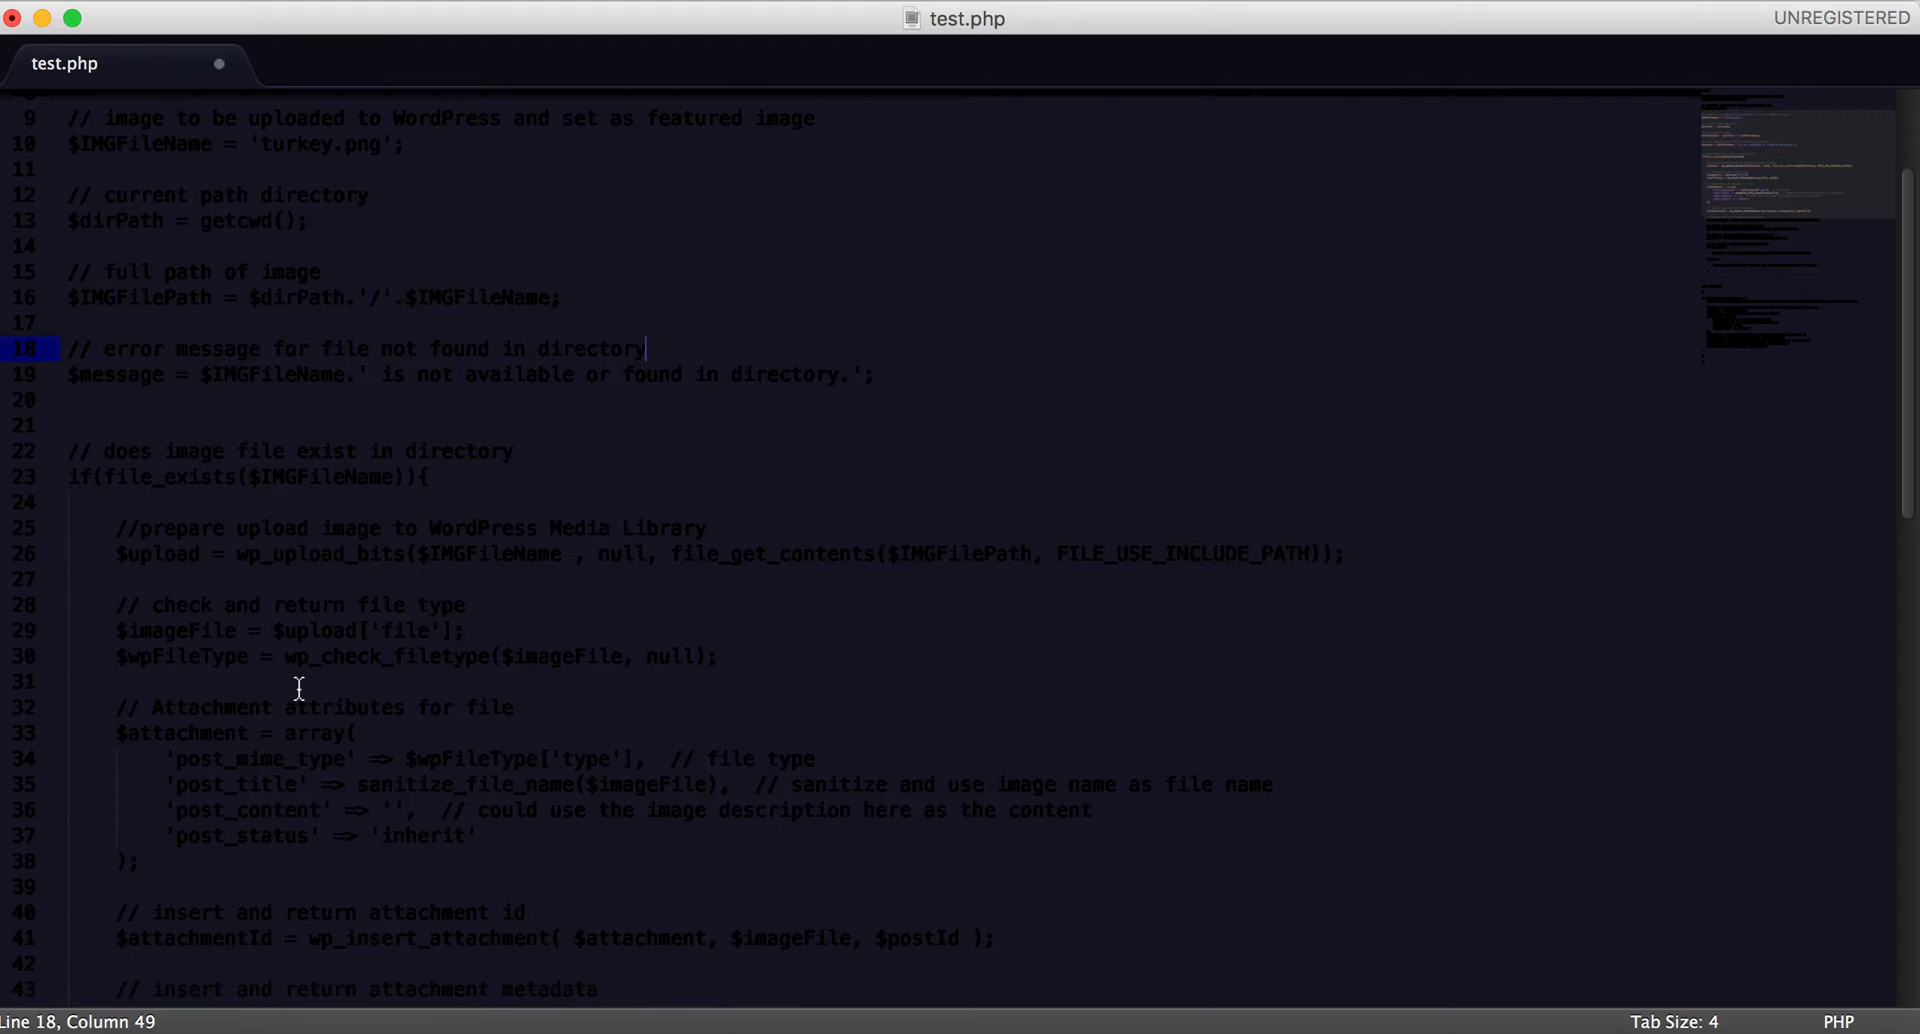 test.php
UNREGISTERED
test.php
9 // image to be uploaded to WordPress and set as featured image
10 $IMGFileName = 'turkey.png';
11
12 // current path directory
13 $dirPath = getcwd();
14
15 // full path of image
16 $IMGFilePath = $dirPath.'/'.$IMGFileName;
17
18 // error message for file not found in directory
19 $message = $IMGFileName.' is not available or found in directory.';
20
21
22 // does image file exist in directory
23 if(file_exists($IMGFileName)){
24
25 //prepare upload image to WordPress Media Library
26 $upload = wp_upload_bits($IMGFileName , null, file_get_contents($IMGFilePath, FILE_USE_INCLUDE_PATH));
27
28 // check and return file type
29 $imageFile = $upload['file'];
30 $wpFileType = wp_check_filetype($imageFile, null);
31
32 // Attachment attributes for file
33 $attachment = array(
34 'post_mime_type' => $wpFileType['type'], // file type
35 'post_title' => sanitize_file_name($imageFile), // sanitize and use image name as file name
36 'post_content' => '', // could use the image description here as the content
37 'post_status' => 'inherit'
38 );
39
40 // insert and return attachment id
41 $attachmentId = wp_insert_attachment( $attachment, $imageFile, $postId );
42
43 // insert and return attachment metadata
Line 18, Column 49
Tab Size: 4
PHP